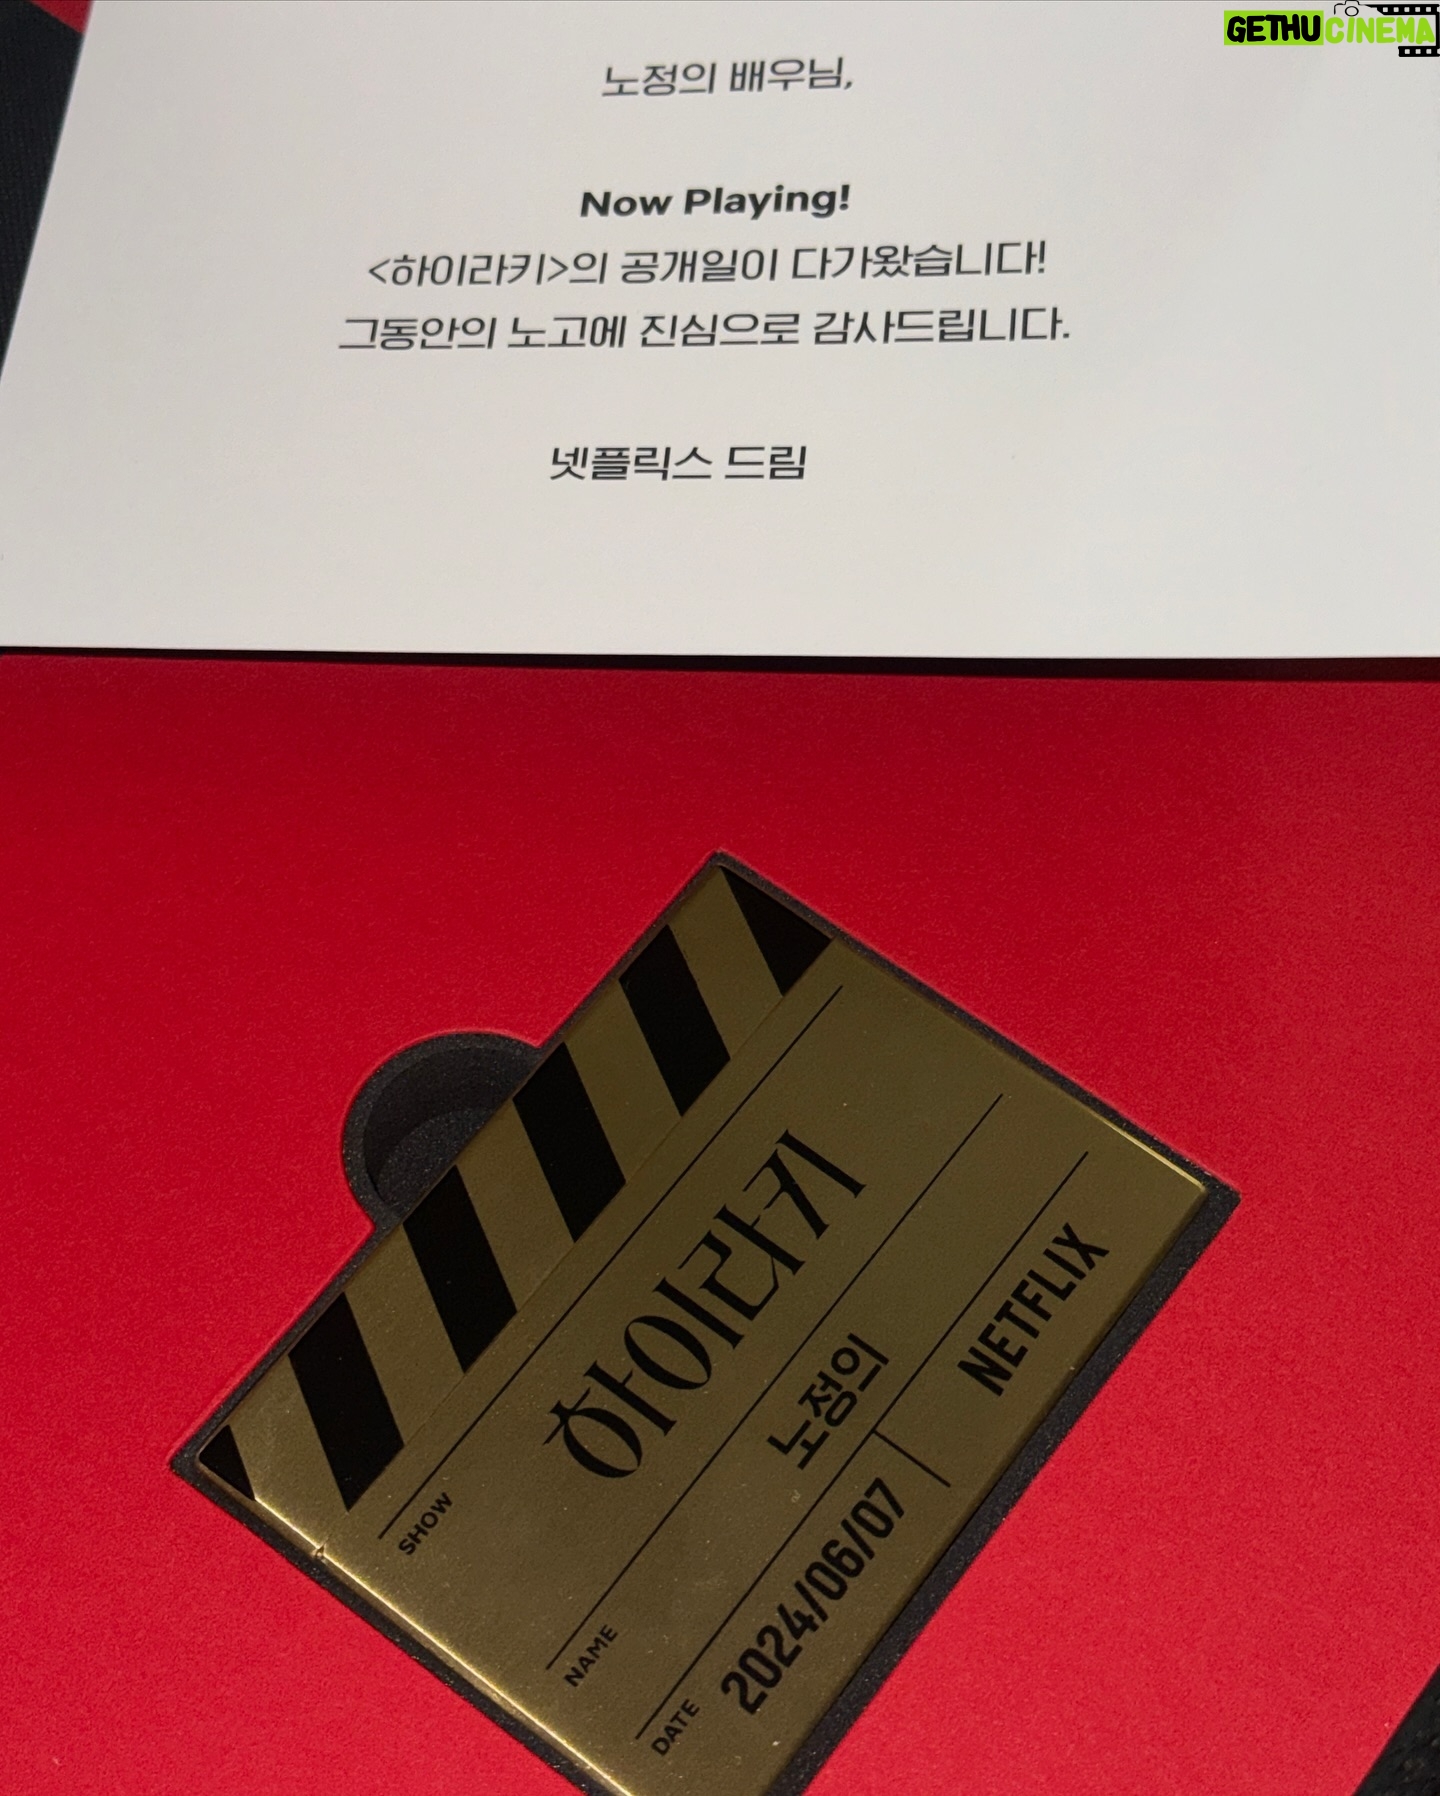 GETHUCINEMA
노정의 배우님,
Now Playing!
<하이라키>의 공개일이 다가왔습니다!
그동안의 노고에 진심으로 감사드립니다.
넷플릭스 드림
SHOW
하이라키
NAME
노정의
DATE
2024/06/07
NETFLIX